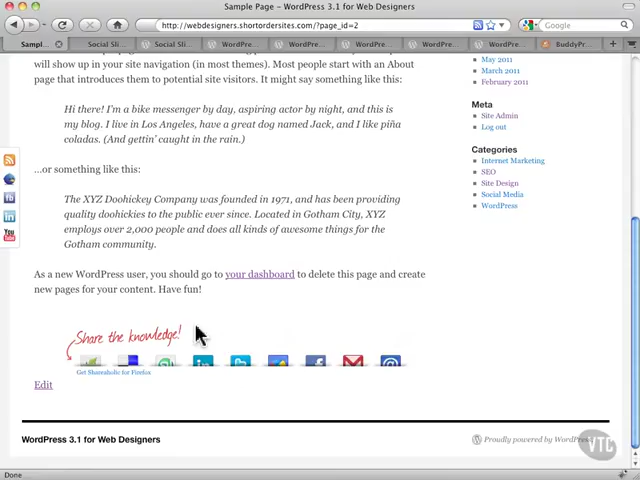 Sample Page — WordPress 3.1 for Web Designers
http://webdesigners.shortordersites.com/?page_id=2
Google
Sampl...
Social Sli...
Social Sli...
WordPre...
WordPre...
WordPre...
WordPre...
WordPre...
BuddyPr...
will show up in your site navigation (in most themes). Most people start with an About
page that introduces them to potential site visitors. It might say something like this:
Hi there! I'm a bike messenger by day, aspiring actor by night, and this is
my blog. I live in Los Angeles, have a great dog named Jack, and I like piña
coladas. (And gettin' caught in the rain.)
...or something like this:
The XYZ Doohickey Company was founded in 1971, and has been providing
quality doohickies to the public ever since. Located in Gotham City, XYZ
employs over 2,000 people and does all kinds of awesome things for the
Gotham community.
As a new WordPress user, you should go to your dashboard to delete this page and create
new pages for your content. Have fun!
Share the knowledge!
Get Shareaholic for Firefox
Edit
May 2011
March 2011
February 2011
Meta
Site Admin
Log out
Categories
Internet Marketing
SEO
Site Design
Social Media
WordPress
You
Tube
WordPress 3.1 for Web Designers
Proudly powered by WordPress.
VTC
Done